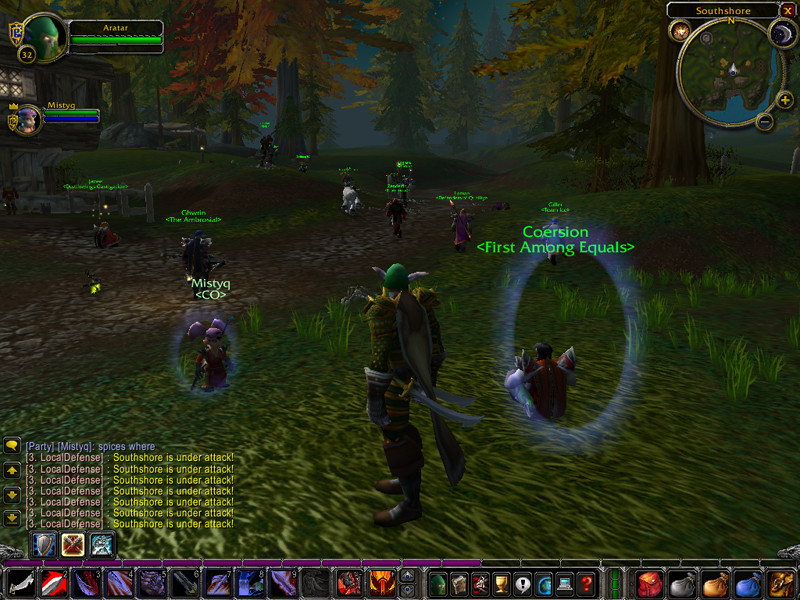 Aratar
32
Mistyq
Southshore
N
Coersion
<First Among Equals>
<The Ambrosial>
Mistyq
<CO>
[Party] [Mistyq]: spices where
[3. LocalDefense] : Southshore is under attack!
[3. LocalDefense] : Southshore is under attack!
[3. LocalDefense] : Southshore is under attack!
[3. LocalDefense] : Southshore is under attack!
[3. LocalDefense] : Southshore is under attack!
[3. LocalDefense] : Southshore is under attack!
[3. LocalDefense] : Southshore is under attack!